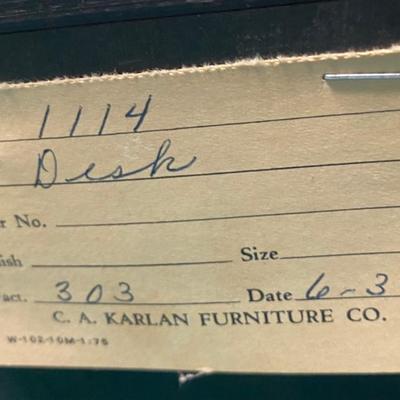 1114
Desk
r No.
ish Size
act. 303 Date 6-3
C. A. KARLAN FURNITURE CO.
W-102-10M-1-76